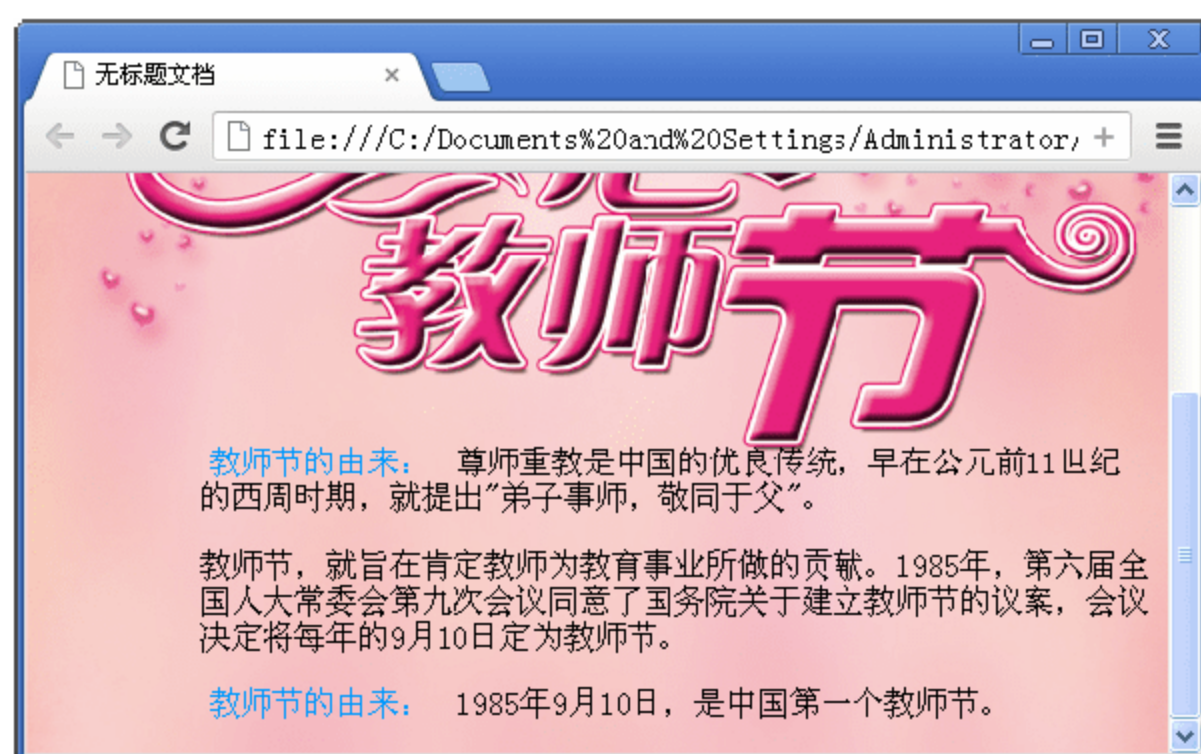 无标题文档
file:///C:/Documents%20and%20Settings/Administrator/
教师节
教师节的由来: 尊师重教是中国的优良传统，早在公元前11世纪
的西周时期，就提出"弟子事师，敬同于父"。
教师节，就旨在肯定教师为教育事业所做的贡献。1985年，第六届全
国人大常委会第九次会议同意了国务院关于建立教师节的议案，会议
决定将每年的9月10日定为教师节。
教师节的由来: 1985年9月10日，是中国第一个教师节。